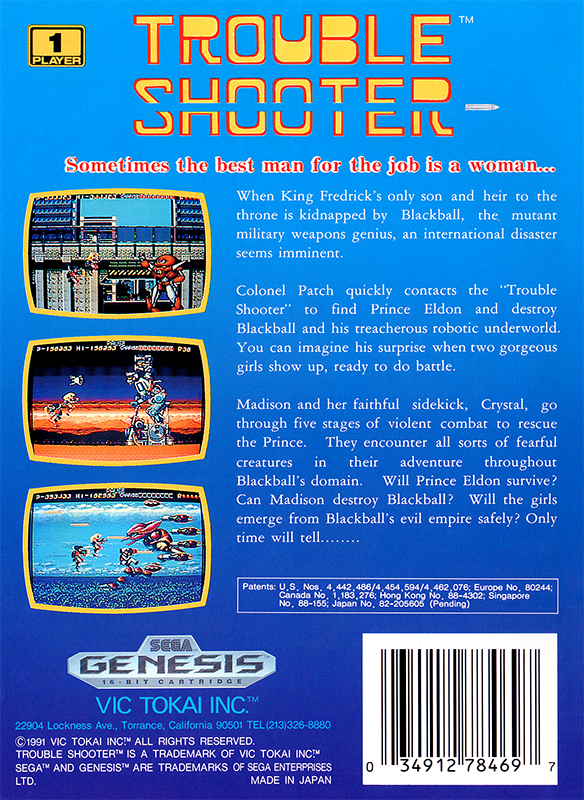 1
PLAYER
TROUBLE™
SHOOTER
Sometimes the best man for the job is a woman...
When King Fredrick's only son and heir to the
throne is kidnapped by Blackball, the mutant
military weapons genius, an international disaster
seems imminent.
Colonel Patch quickly contacts the "Trouble
Shooter" to find Prince Eldon and destroy
Blackball and his treacherous robotic underworld.
You can imagine his surprise when two gorgeous
girls show up, ready to do battle.
Madison and her faithful sidekick, Crystal, go
through five stages of violent combat to rescue
the Prince. They encounter all sorts of fearful
creatures in their adventure throughout
Blackball's domain. Will Prince Eldon survive?
Can Madison destroy Blackball? Will the girls
emerge from Blackball's evil empire safely? Only
time will tell........
Patents: U.S. Nos. 4,442,486/4,454,594/4,462,076; Europe No. 80244;
Canada No. 1,183,276; Hong Kong No. 88-4302; Singapore
No. 88-155; Japan No. 82-205605 (Pending)
SEGA
GENESIS
16-BIT CARTRIDGE
VIC TOKAI INC.™
22904 Lockness Ave., Torrance, California 90501 TEL(213)326-8880
©1991 VIC TOKAI INC.™ ALL RIGHTS RESERVED.
TROUBLE SHOOTER™ IS A TRADEMARK OF VIC TOKAI INC.™
SEGA™ AND GENESIS™ ARE TRADEMARKS OF SEGA ENTERPRISES
LTD. MADE IN JAPAN
0 34912 78469 7